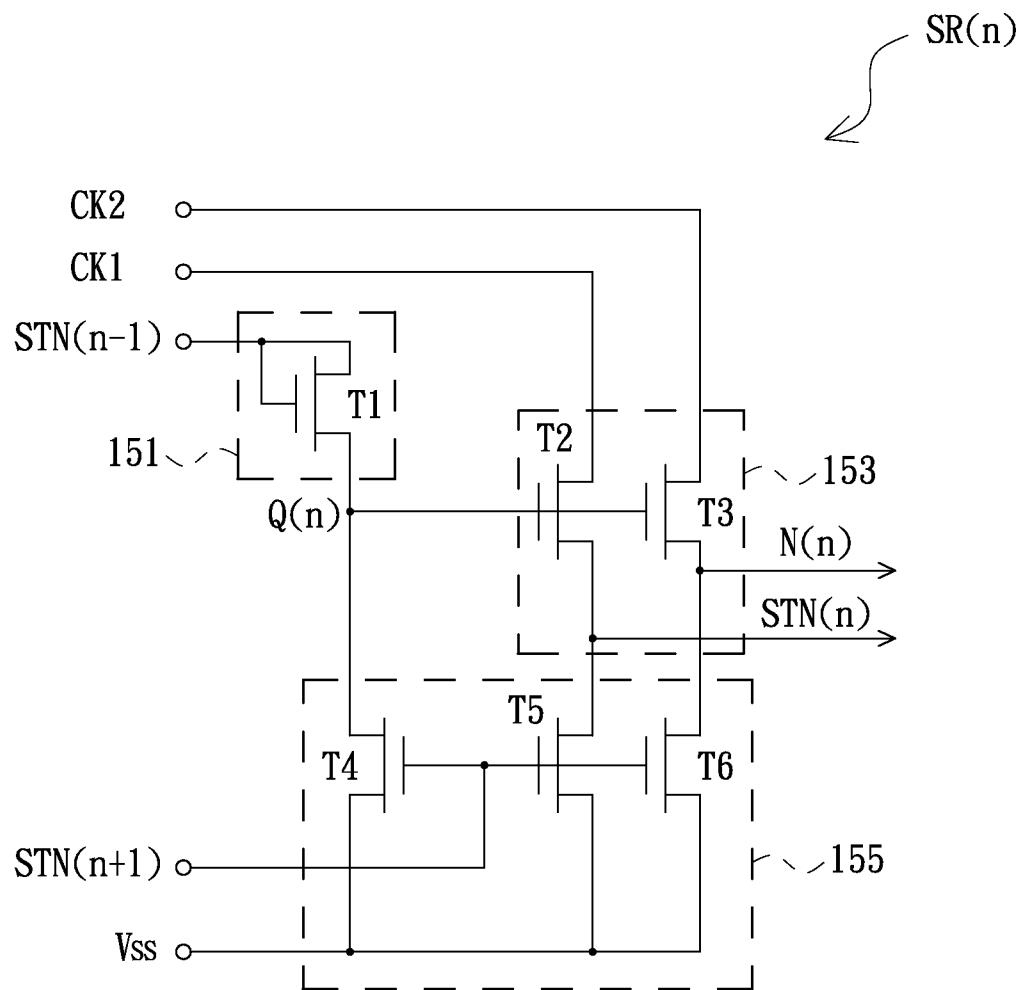 SR(n)
CK2
CK1
STN(n-1)
T1
151
T2
153
Q(n)
T3
N(n)
STN(n)
T5
T4
T6
STN(n+1)
155
Vss